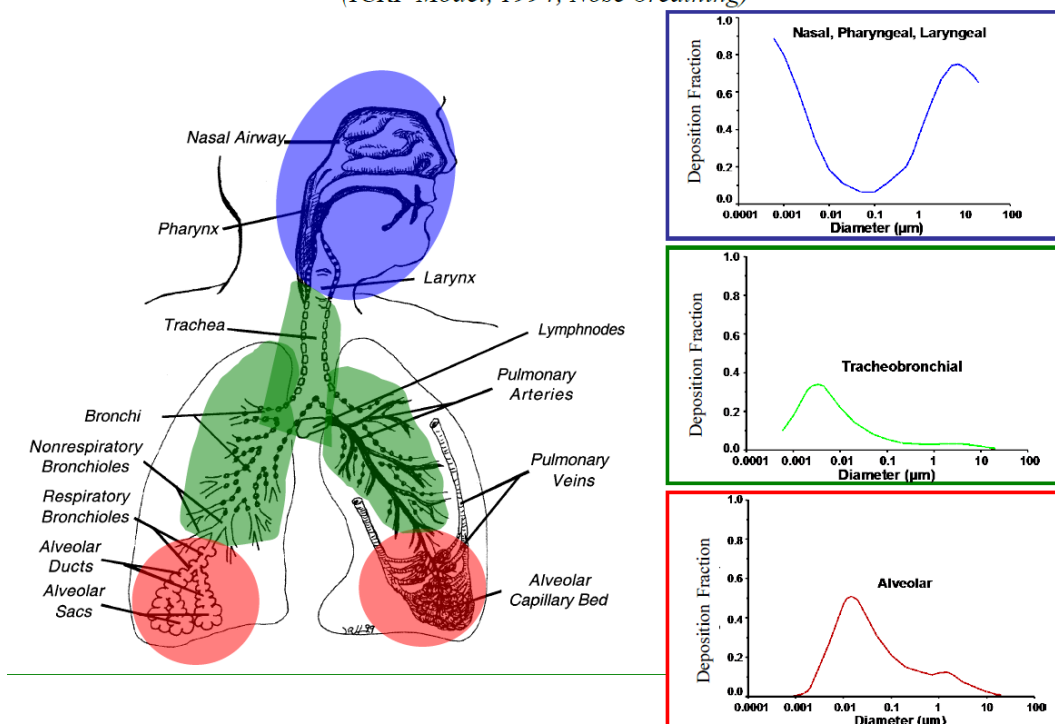 (ICRP Model, 1994, Nose breathing)
Nasal Airway
Pharynx
Larynx
Trachea
Lymphnodes
Pulmonary
Arteries
Bronchi
Nonrespiratory
Bronchioles
Pulmonary
Veins
Respiratory
Bronchioles
Alveolar
Ducts
Alveolar
Sacs
Alveolar
Capillary Bed
Nasal, Pharyngeal, Laryngeal
Deposition Fraction
1.0
0.8
0.6
0.4
0.2
0.0
0.0001 0.001 0.01 0.1 1 10 100
Diameter (µm)
Tracheobronchial
Deposition Fraction
1.0
0.8
0.6
0.4
0.2
0.0
0.0001 0.001 0.01 0.1 1 10 100
Diameter (µm)
Alveolar
Deposition Fraction
1.0
0.8
0.6
0.4
0.2
0.0
0.0001 0.001 0.01 0.1 1 10 100
Diameter (µm)